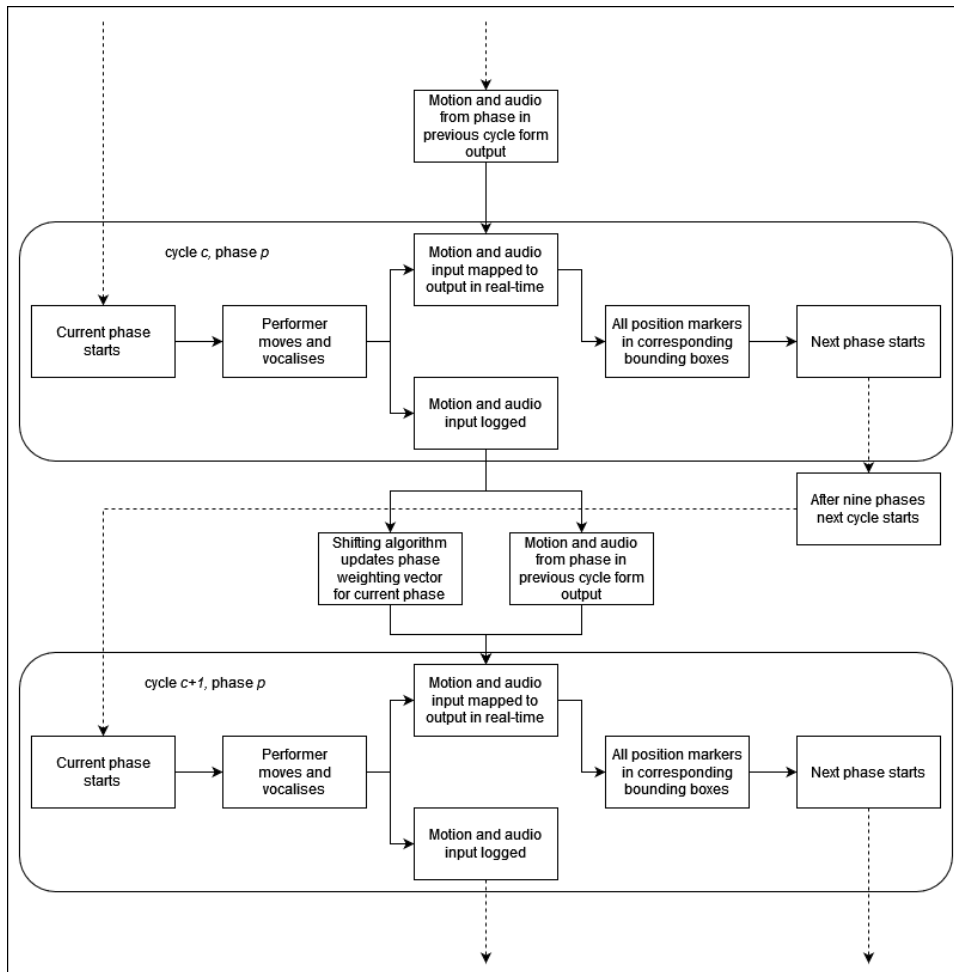 Motion and audio
from phase in
previous cycle form
output
cycle c, phase p
Motion and audio
input mapped to
output in real-time
Current phase
starts
Performer
moves and
vocalises
All position markers
in corresponding
bounding boxes
Next phase starts
Motion and audio
input logged
After nine phases
next cycle starts
Shifting algorithm
updates phase
weighting vector
for current phase
Motion and audio
from phase in
previous cycle form
output
cycle c+1, phase p
Motion and audio
input mapped to
output in real-time
Current phase
starts
Performer
moves and
vocalises
All position markers
in corresponding
bounding boxes
Next phase starts
Motion and audio
input logged